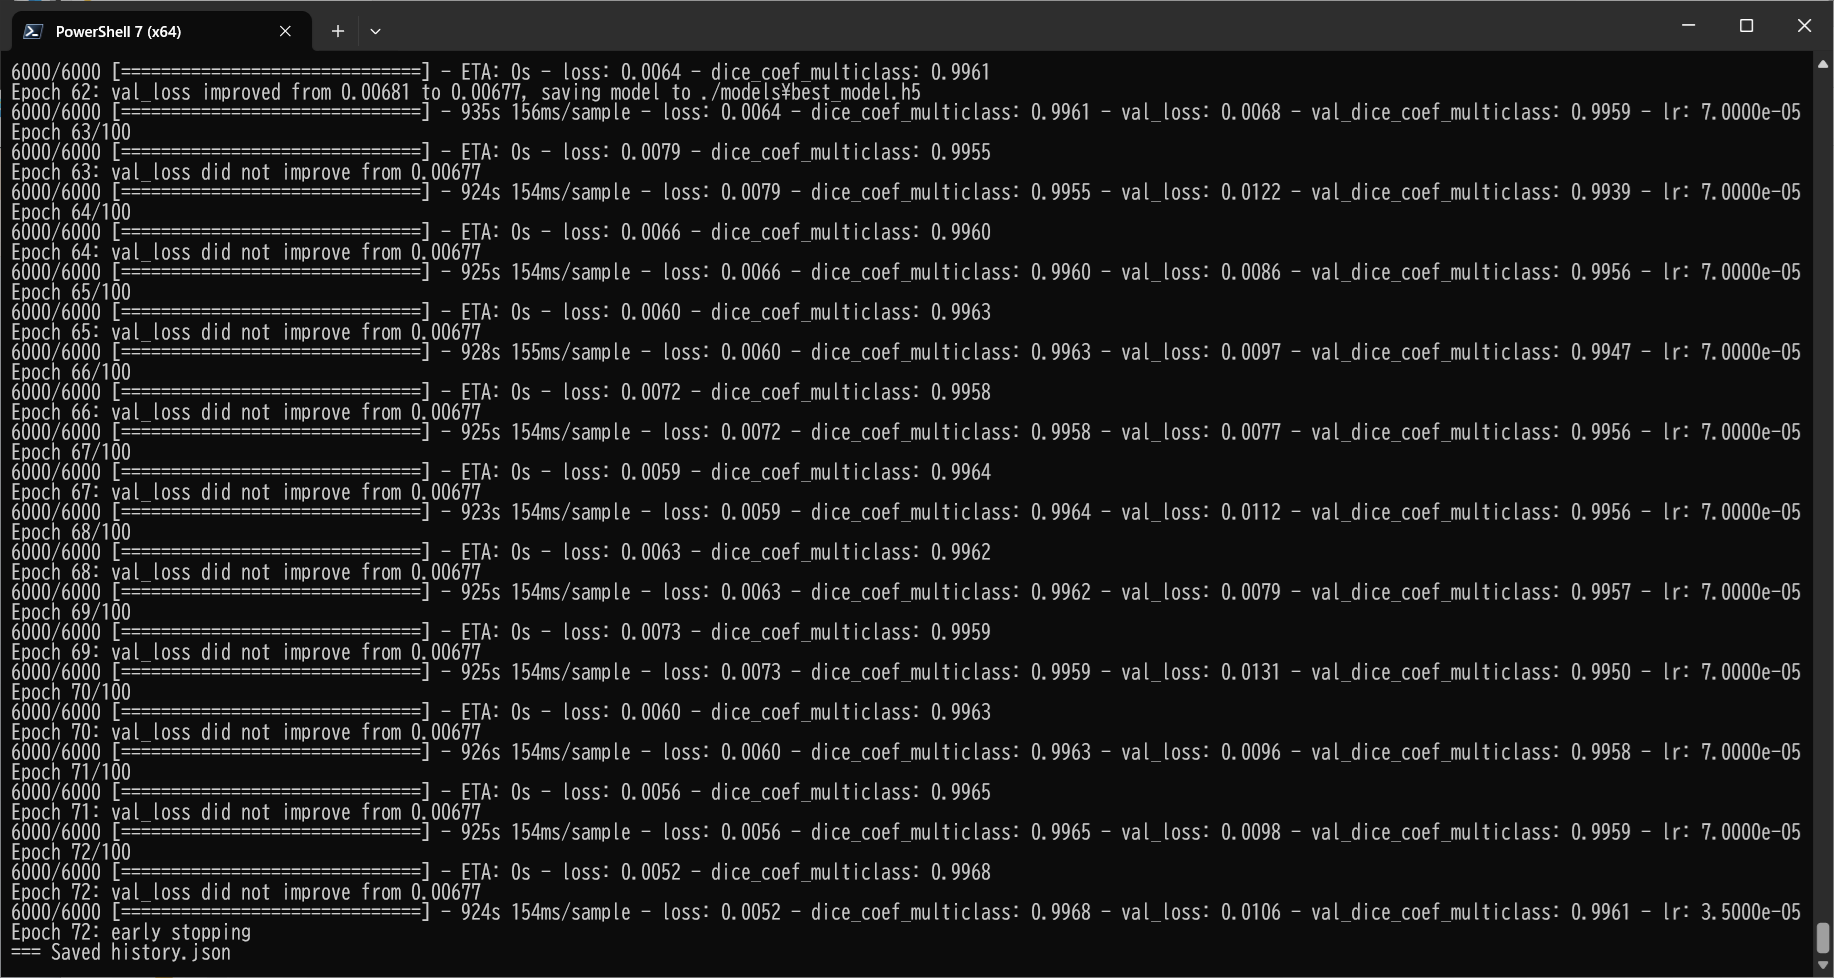 PowerShell 7 (x64)
6000/6000 [==============================] - ETA: 0s - loss: 0.0064 - dice_coef_multiclass: 0.9961
Epoch 62: val_loss improved from 0.00681 to 0.00677, saving model to ./models¥best_model.h5
6000/6000 [==============================] - 935s 156ms/sample - loss: 0.0064 - dice_coef_multiclass: 0.9961 - val_loss: 0.0068 - val_dice_coef_multiclass: 0.9959 - lr: 7.0000e-05
Epoch 63/100
6000/6000 [==============================] - ETA: 0s - loss: 0.0079 - dice_coef_multiclass: 0.9955
Epoch 63: val_loss did not improve from 0.00677
6000/6000 [==============================] - 924s 154ms/sample - loss: 0.0079 - dice_coef_multiclass: 0.9955 - val_loss: 0.0122 - val_dice_coef_multiclass: 0.9939 - lr: 7.0000e-05
Epoch 64/100
6000/6000 [==============================] - ETA: 0s - loss: 0.0066 - dice_coef_multiclass: 0.9960
Epoch 64: val_loss did not improve from 0.00677
6000/6000 [==============================] - 925s 154ms/sample - loss: 0.0066 - dice_coef_multiclass: 0.9960 - val_loss: 0.0086 - val_dice_coef_multiclass: 0.9956 - lr: 7.0000e-05
Epoch 65/100
6000/6000 [==============================] - ETA: 0s - loss: 0.0060 - dice_coef_multiclass: 0.9963
Epoch 65: val_loss did not improve from 0.00677
6000/6000 [==============================] - 928s 155ms/sample - loss: 0.0060 - dice_coef_multiclass: 0.9963 - val_loss: 0.0097 - val_dice_coef_multiclass: 0.9947 - lr: 7.0000e-05
Epoch 66/100
6000/6000 [==============================] - ETA: 0s - loss: 0.0072 - dice_coef_multiclass: 0.9958
Epoch 66: val_loss did not improve from 0.00677
6000/6000 [==============================] - 925s 154ms/sample - loss: 0.0072 - dice_coef_multiclass: 0.9958 - val_loss: 0.0077 - val_dice_coef_multiclass: 0.9956 - lr: 7.0000e-05
Epoch 67/100
6000/6000 [==============================] - ETA: 0s - loss: 0.0059 - dice_coef_multiclass: 0.9964
Epoch 67: val_loss did not improve from 0.00677
6000/6000 [==============================] - 923s 154ms/sample - loss: 0.0059 - dice_coef_multiclass: 0.9964 - val_loss: 0.0112 - val_dice_coef_multiclass: 0.9956 - lr: 7.0000e-05
Epoch 68/100
6000/6000 [==============================] - ETA: 0s - loss: 0.0063 - dice_coef_multiclass: 0.9962
Epoch 68: val_loss did not improve from 0.00677
6000/6000 [==============================] - 925s 154ms/sample - loss: 0.0063 - dice_coef_multiclass: 0.9962 - val_loss: 0.0079 - val_dice_coef_multiclass: 0.9957 - lr: 7.0000e-05
Epoch 69/100
6000/6000 [==============================] - ETA: 0s - loss: 0.0073 - dice_coef_multiclass: 0.9959
Epoch 69: val_loss did not improve from 0.00677
6000/6000 [==============================] - 925s 154ms/sample - loss: 0.0073 - dice_coef_multiclass: 0.9959 - val_loss: 0.0131 - val_dice_coef_multiclass: 0.9950 - lr: 7.0000e-05
Epoch 70/100
6000/6000 [==============================] - ETA: 0s - loss: 0.0060 - dice_coef_multiclass: 0.9963
Epoch 70: val_loss did not improve from 0.00677
6000/6000 [==============================] - 926s 154ms/sample - loss: 0.0060 - dice_coef_multiclass: 0.9963 - val_loss: 0.0096 - val_dice_coef_multiclass: 0.9958 - lr: 7.0000e-05
Epoch 71/100
6000/6000 [==============================] - ETA: 0s - loss: 0.0056 - dice_coef_multiclass: 0.9965
Epoch 71: val_loss did not improve from 0.00677
6000/6000 [==============================] - 925s 154ms/sample - loss: 0.0056 - dice_coef_multiclass: 0.9965 - val_loss: 0.0098 - val_dice_coef_multiclass: 0.9959 - lr: 7.0000e-05
Epoch 72/100
6000/6000 [==============================] - ETA: 0s - loss: 0.0052 - dice_coef_multiclass: 0.9968
Epoch 72: val_loss did not improve from 0.00677
6000/6000 [==============================] - 924s 154ms/sample - loss: 0.0052 - dice_coef_multiclass: 0.9968 - val_loss: 0.0106 - val_dice_coef_multiclass: 0.9961 - lr: 3.5000e-05
Epoch 72: early stopping
=== Saved history.json